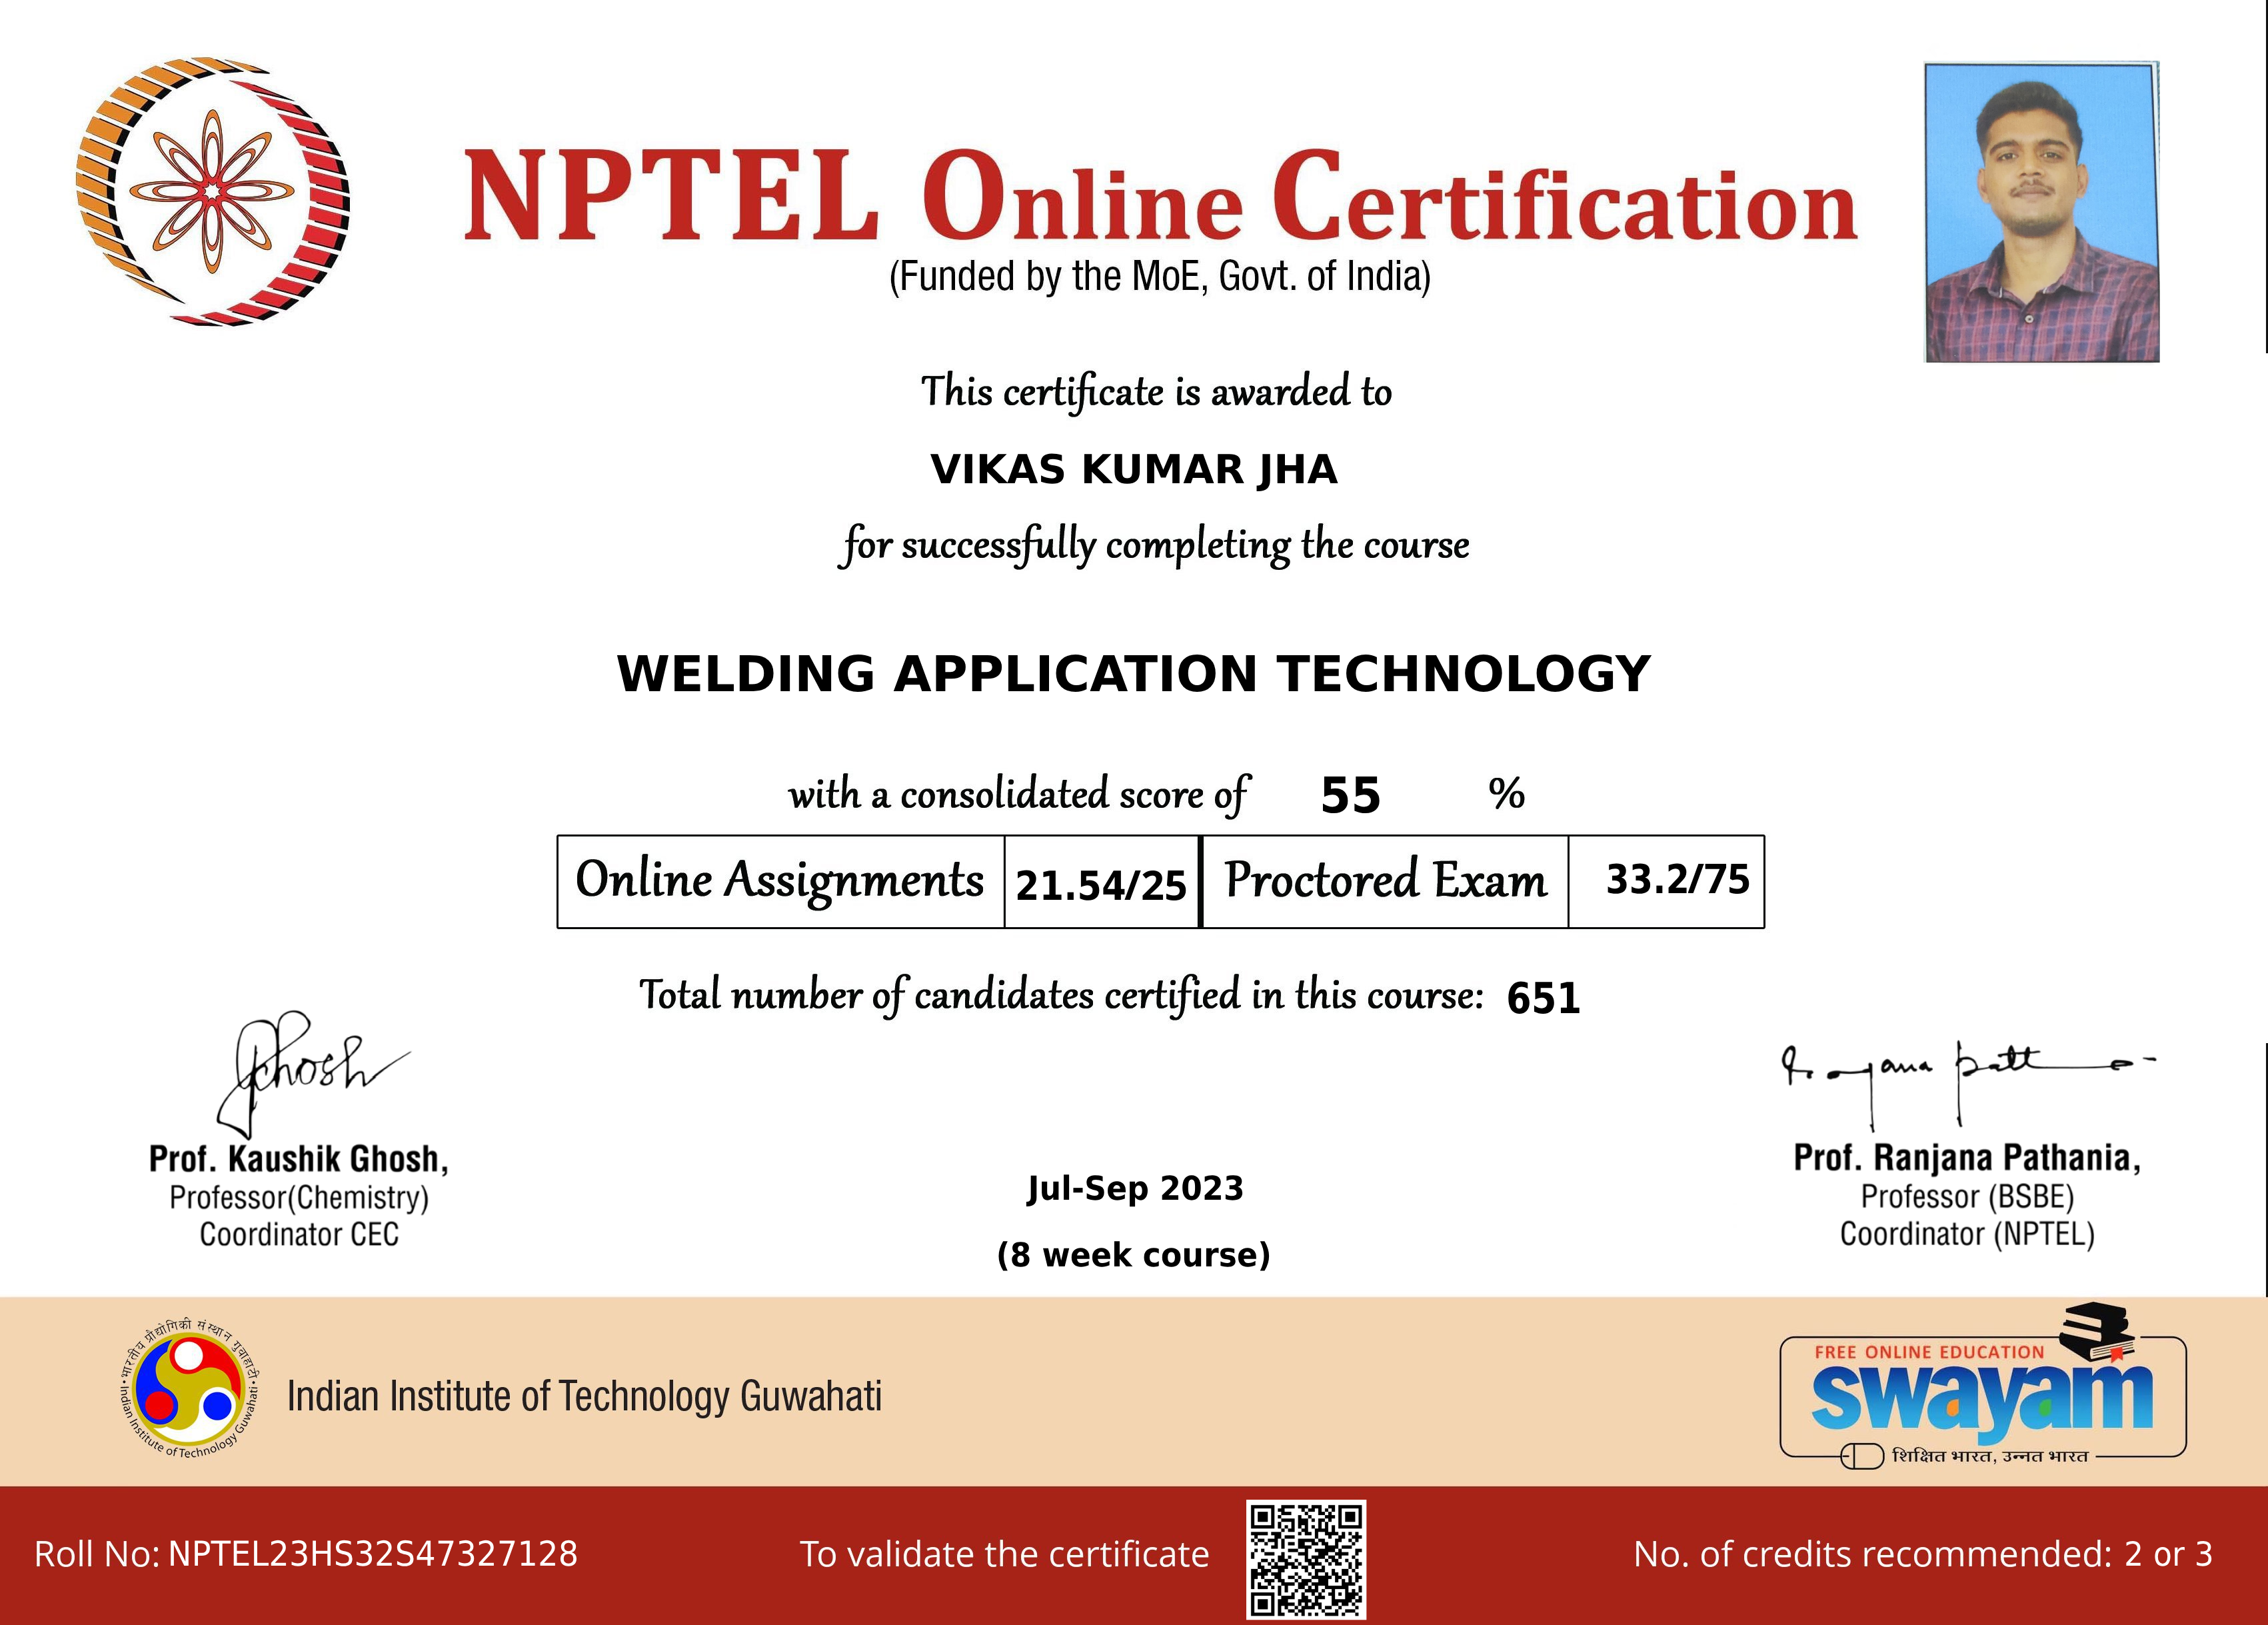 NPTEL Online Certification
(Funded by the MoE, Govt. of India)
This certificate is awarded to
VIKAS KUMAR JHA
for successfully completing the course
WELDING APPLICATION TECHNOLOGY
with a consolidated score of 55 %
Online Assignments 21.54/25 Proctored Exam 33.2/75
Total number of candidates certified in this course: 651
Ghosh
Prof. Kaushik Ghosh,
Professor(Chemistry)
Coordinator CEC
Jul-Sep 2023
(8 week course)
Prof. Ranjana Pathania,
Professor (BSBE)
Coordinator (NPTEL)
भारतीय प्रौद्योगिकी संस्थान गुवाहाटी
Indian Institute of Technology Guwahati
Indian Institute of Technology Guwahati
FREE ONLINE EDUCATION
swayam
शिक्षित भारत, उन्नत भारत
Roll No: NPTEL23HS32S47327128
To validate the certificate
No. of credits recommended: 2 or 3